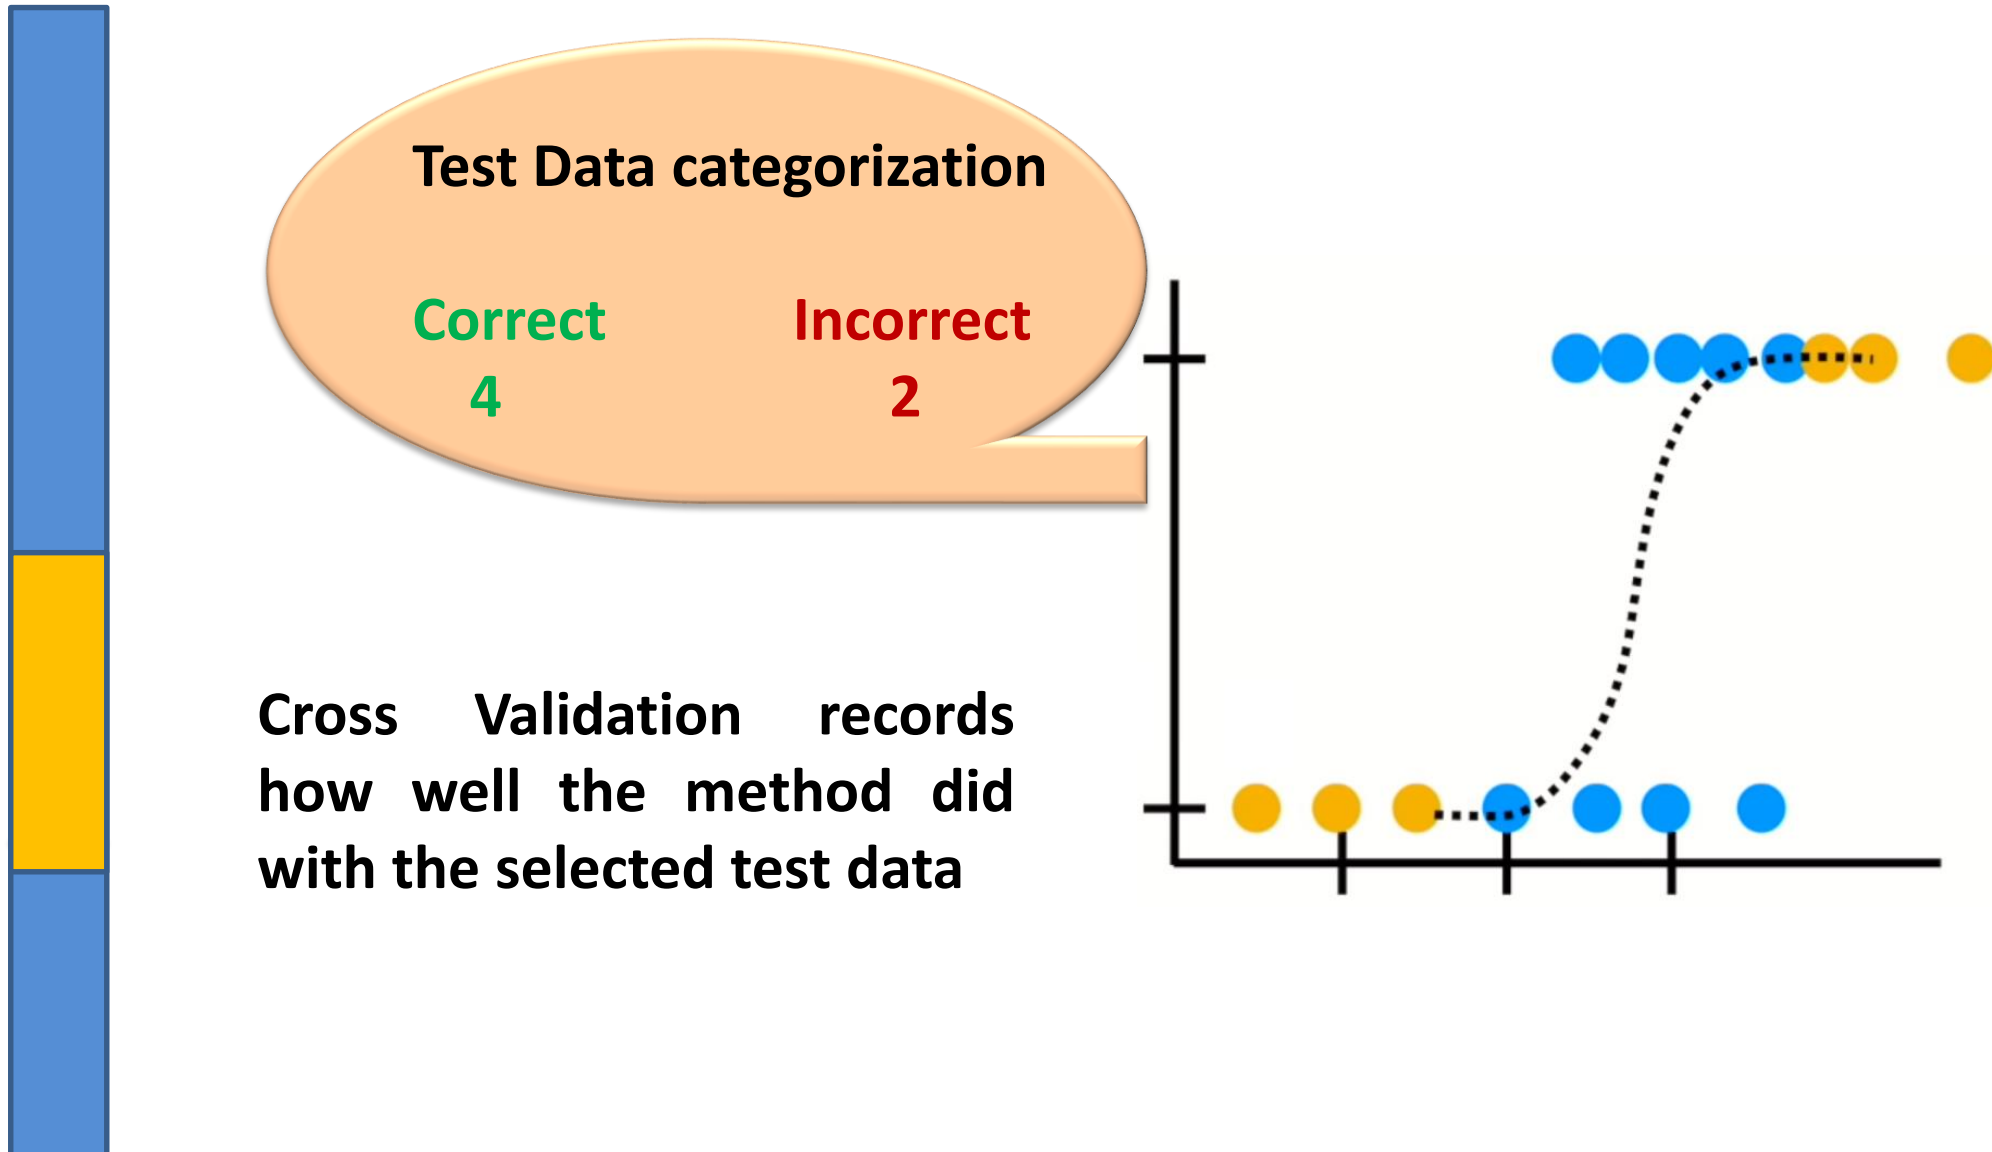 Test Data categorization
Correct Incorrect
4 2
Cross Validation records
how well the method did
with the selected test data